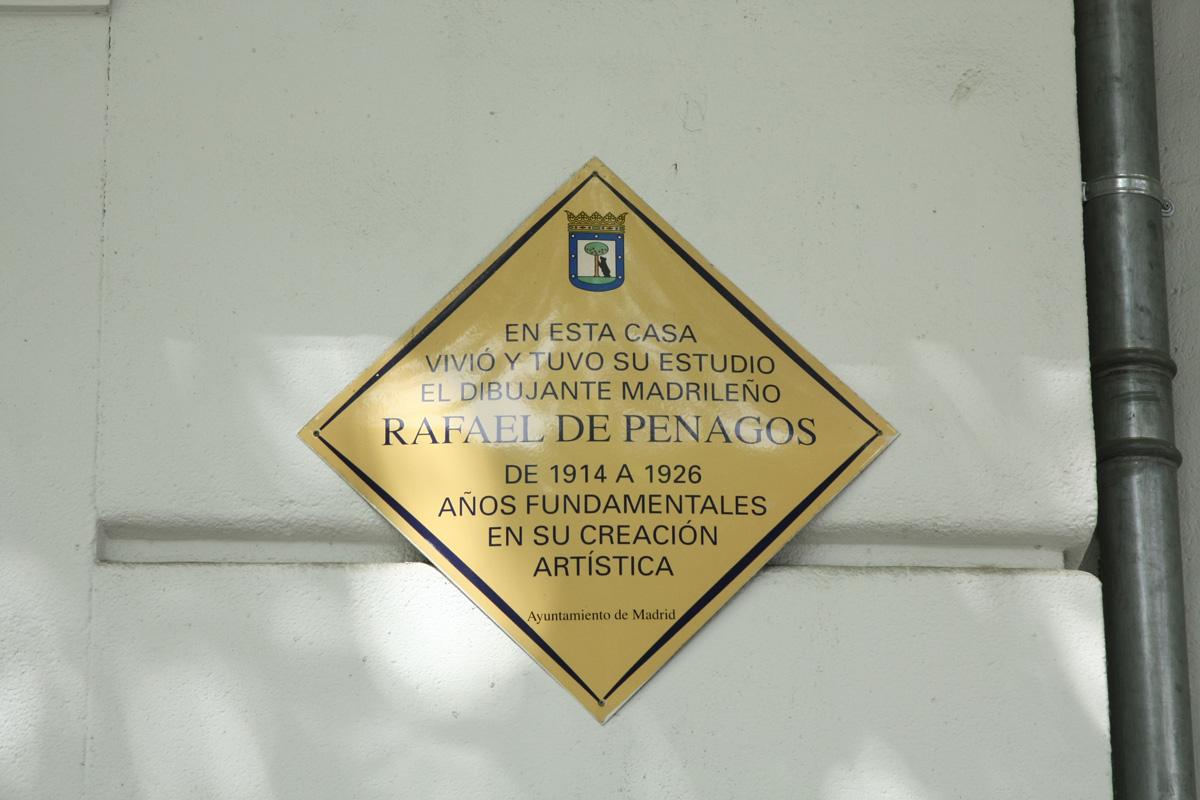 EN ESTA CASA
VIVIÓ Y TUVO SU ESTUDIO
EL DIBUJANTE MADRILEÑO
RAFAEL DE PENAGOS
DE 1914 A 1926
AÑOS FUNDAMENTALES
EN SU CREACIÓN
ARTÍSTICA
Ayuntamiento de Madrid